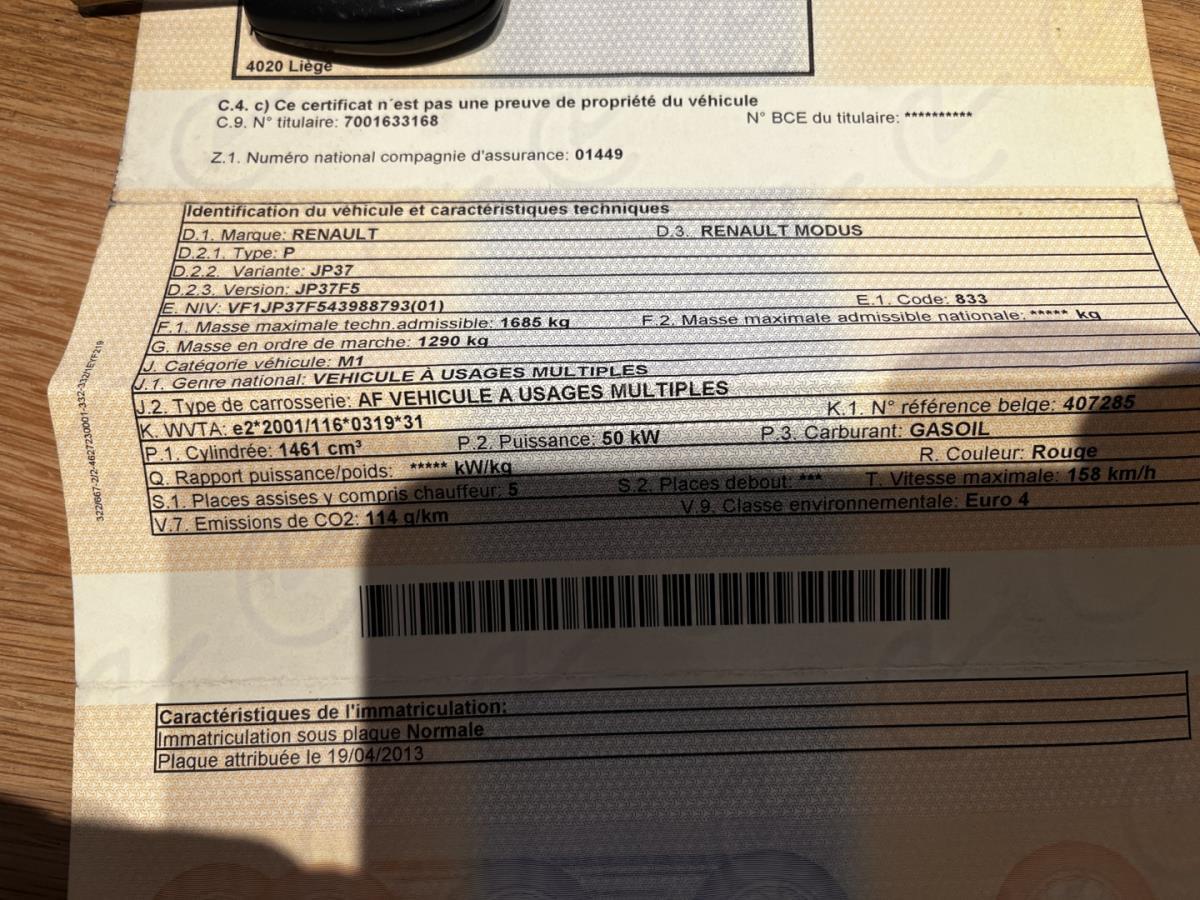 4020 Liège
C.4. c) Ce certificat n´est pas une preuve de propriété du véhicule
C.9. N° titulaire: 7001633168 N° BCE du titulaire: **********
Z.1. Numéro national compagnie d'assurance: 01449
Identification du véhicule et caractéristiques techniques
D.1. Marque: RENAULT D.3. RENAULT MODUS
D.2.1. Type: P
D.2.2. Variante: JP37
D.2.3. Version: JP37F5
E. NIV: VF1JP37F543988793(01) E.1. Code: 833
F.1. Masse maximale techn.admissible: 1685 kg F.2. Masse maximale admissible nationale: ***** kg
G. Masse en ordre de marche: 1290 kg
J. Catégorie véhicule: M1
J.1. Genre national: VEHICULE À USAGES MULTIPLES
J.2. Type de carrosserie: AF VEHICULE A USAGES MULTIPLES
K. WVTA: e2*2001/116*0319*31 K.1. N° référence belge: 407285
P.1. Cylindrée: 1461 cm³ P.2. Puissance: 50 kW P.3. Carburant: GASOIL
Q. Rapport puissance/poids: ***** kW/kg R. Couleur: Rouge
S.1. Places assises y compris chauffeur: 5 S.2. Places debout: *** T. Vitesse maximale: 158 km/h
V.7. Emissions de CO2: 114 g/km V.9. Classe environnementale: Euro 4
Caractéristiques de l'immatriculation:
Immatriculation sous plaque Normale
Plaque attribuée le 19/04/2013